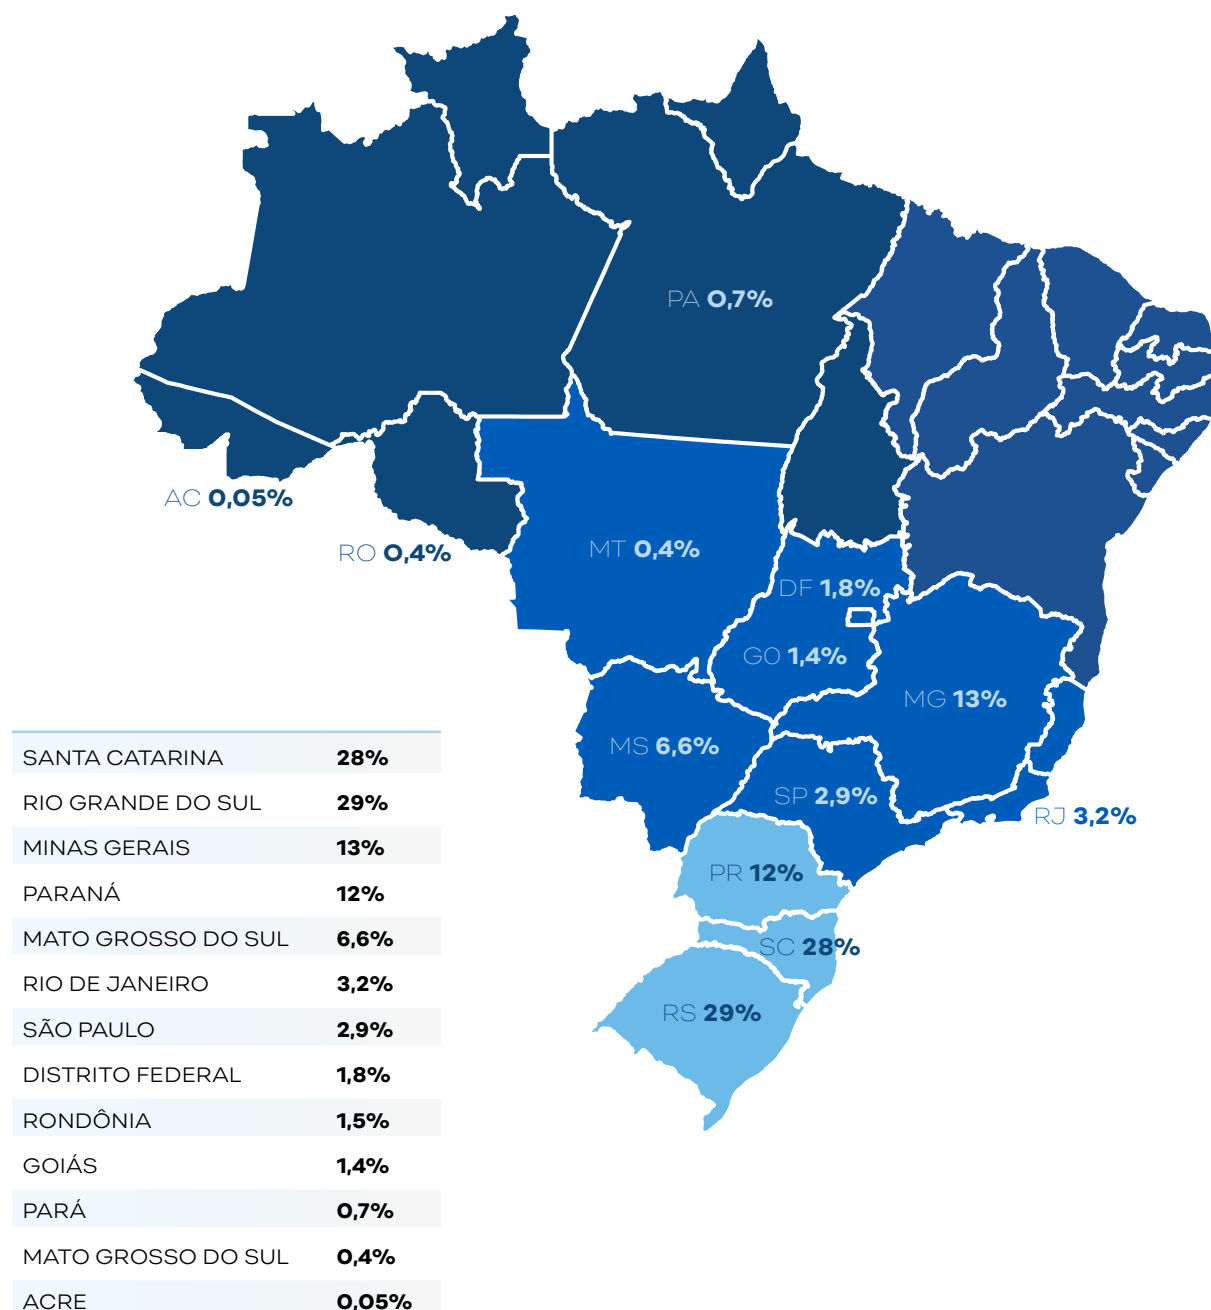 PA 0,7%
AC 0,05%
RO 0,4%
MT 0,4%
DF 1,8%
GO 1,4%
MG 13%
MS 6,6%
SP 2,9%
RJ 3,2%
PR 12%
SC 28%
RS 29%
SANTA CATARINA 28%
RIO GRANDE DO SUL 29%
MINAS GERAIS 13%
PARANÁ 12%
MATO GROSSO DO SUL 6,6%
RIO DE JANEIRO 3,2%
SÃO PAULO 2,9%
DISTRITO FEDERAL 1,8%
RONDÔNIA 1,5%
GOIÁS 1,4%
PARÁ 0,7%
MATO GROSSO DO SUL 0,4%
ACRE 0,05%